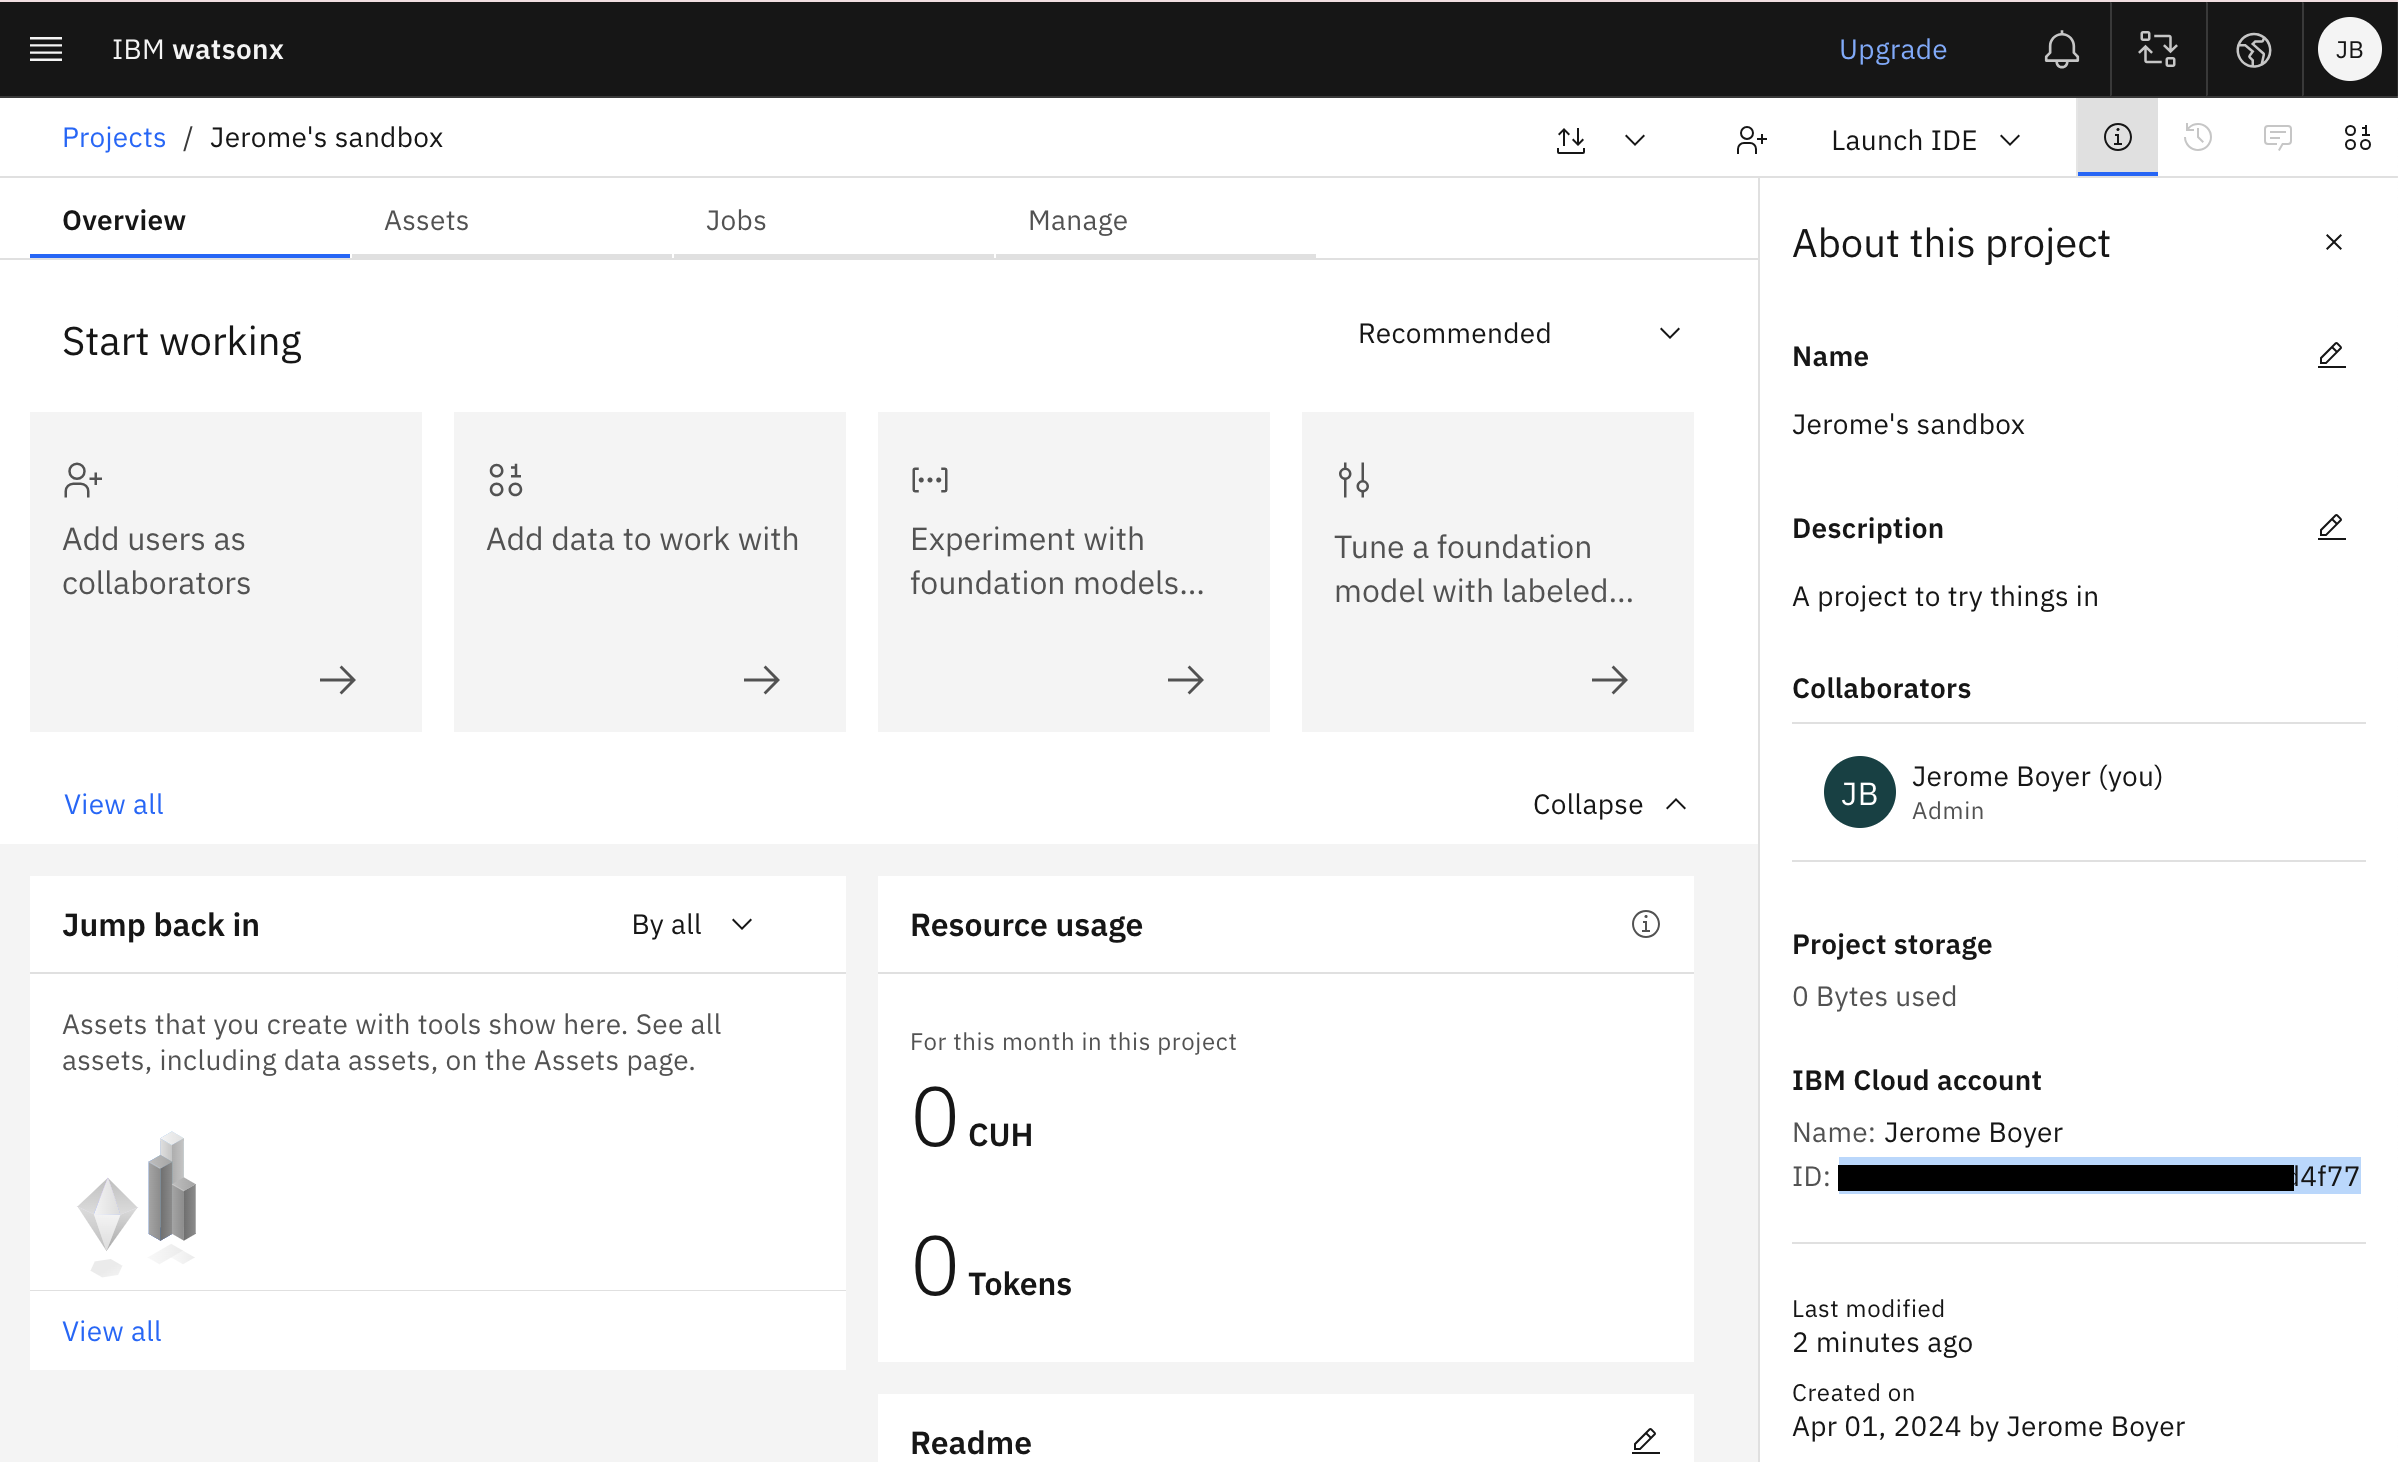 IBM watsonx
Upgrade
JB
Projects / Jerome's sandbox
Launch IDE
Overview
Assets
Jobs
Manage
Start working
Recommended
Add users as
collaborators
Add data to work with
Experiment with
foundation models...
Tune a foundation
model with labeled...
View all
Collapse
Jump back in
By all
Assets that you create with tools show here. See all
assets, including data assets, on the Assets page.
View all
Resource usage
For this month in this project
0 CUH
0 Tokens
Readme
About this project
Name
Jerome's sandbox
Description
A project to try things in
Collaborators
JB
Jerome Boyer (you)
Admin
Project storage
0 Bytes used
IBM Cloud account
Name: Jerome Boyer
ID: d4f77
Last modified
2 minutes ago
Created on
Apr 01, 2024 by Jerome Boyer